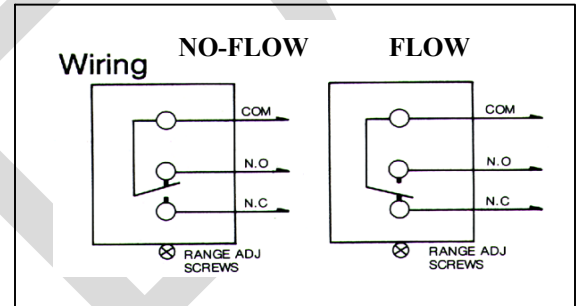 NO-FLOW FLOW
Wiring
COM
N.O
N.C
RANGE ADJ
SCREWS
COM
N.O
N.C
RANGE ADJ
SCREWS